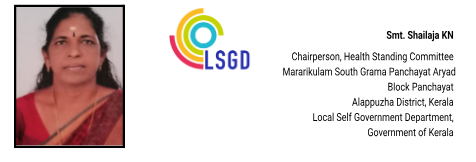 LSGD
Smt. Shailaja KN
Chairperson, Health Standing Committee
Mararikulam South Grama Panchayat Aryad
Block Panchayat
Alappuzha District, Kerala
Local Self Government Department,
Government of Kerala